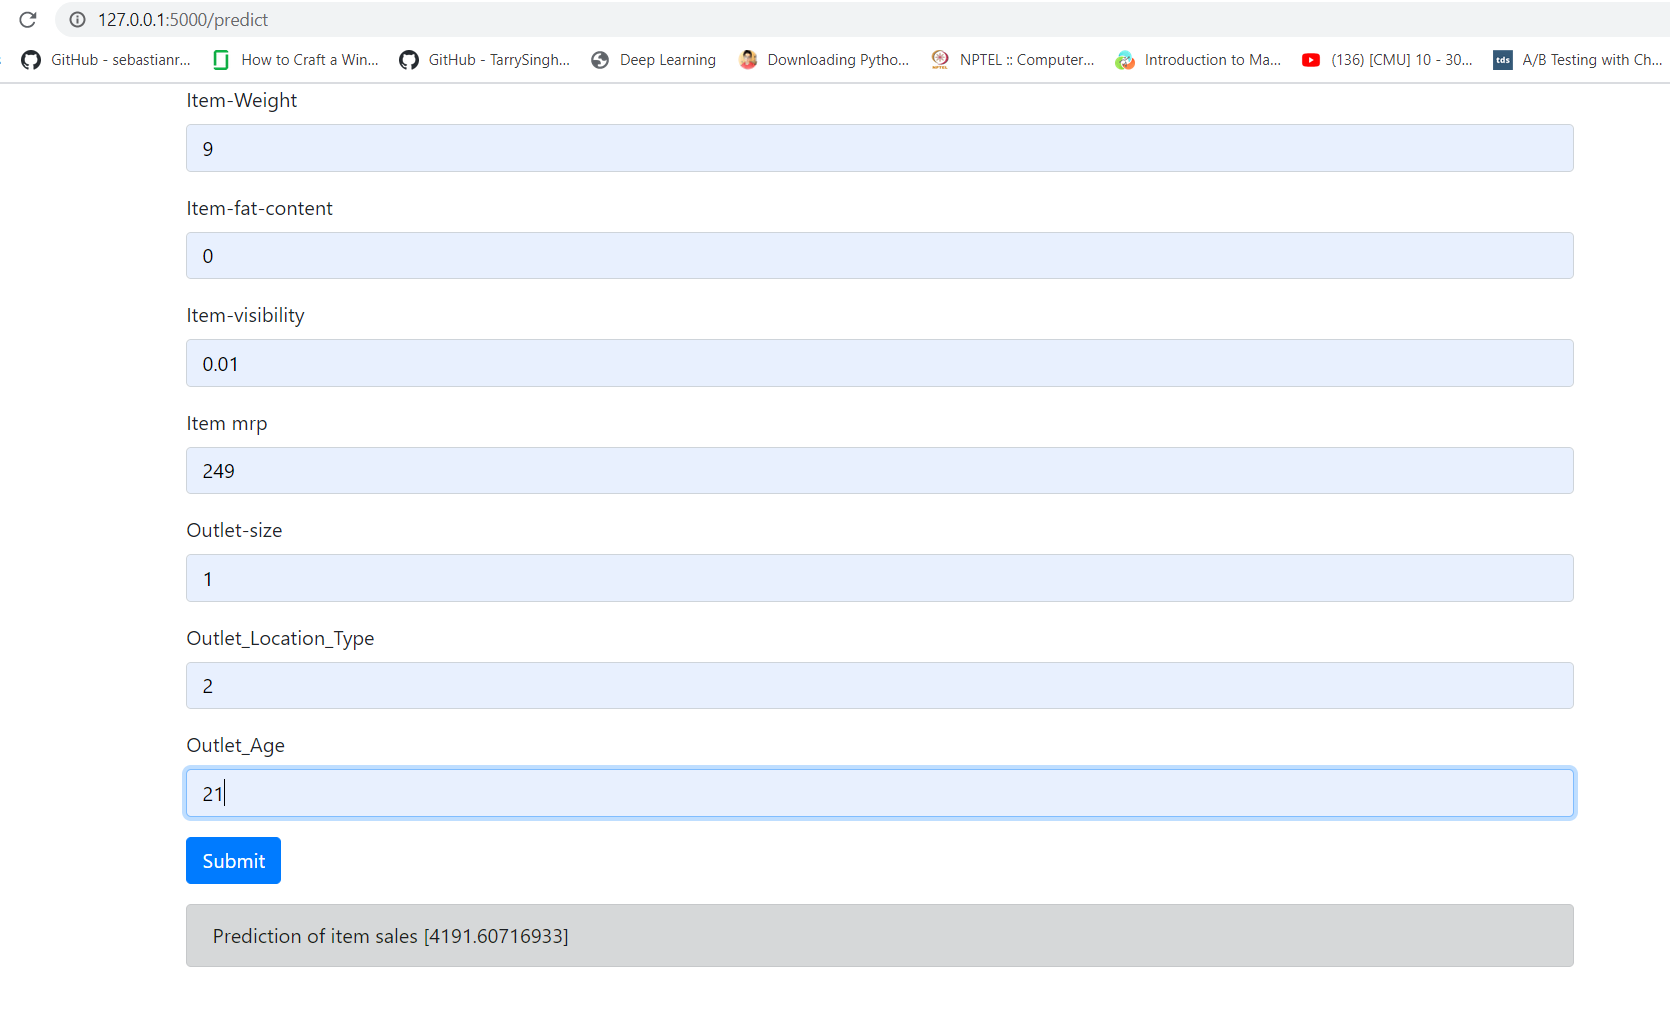 127.0.0.1:5000/predict
GitHub - sebastianr... How to Craft a Win... GitHub - TarrySingh... Deep Learning Downloading Pytho... NPTEL :: Computer... Introduction to Ma... (136) [CMU] 10 - 30... tds A/B Testing with Ch...
Item-Weight
9
Item-fat-content
0
Item-visibility
0.01
Item mrp
249
Outlet-size
1
Outlet_Location_Type
2
Outlet_Age
21
Submit
Prediction of item sales [4191.60716933]